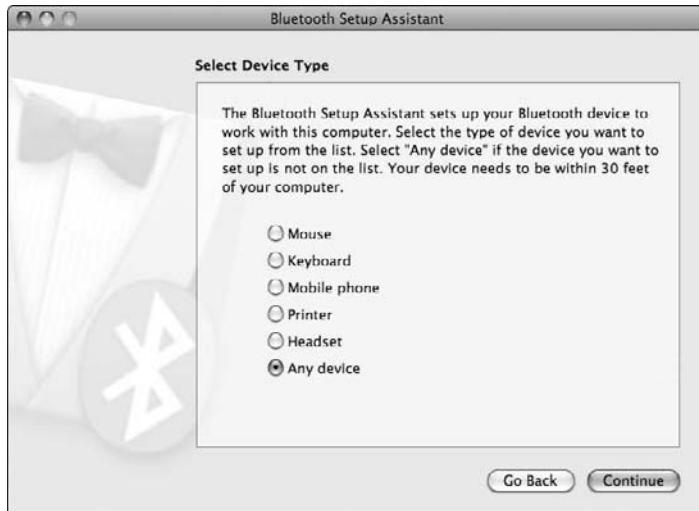 Bluetooth Setup Assistant
Select Device Type
The Bluetooth Setup Assistant sets up your Bluetooth device to
work with this computer. Select the type of device you want to
set up from the list. Select "Any device" if the device you want to
set up is not on the list. Your device needs to be within 30 feet
of your computer.
Mouse
Keyboard
Mobile phone
Printer
Headset
Any device
Go Back
Continue